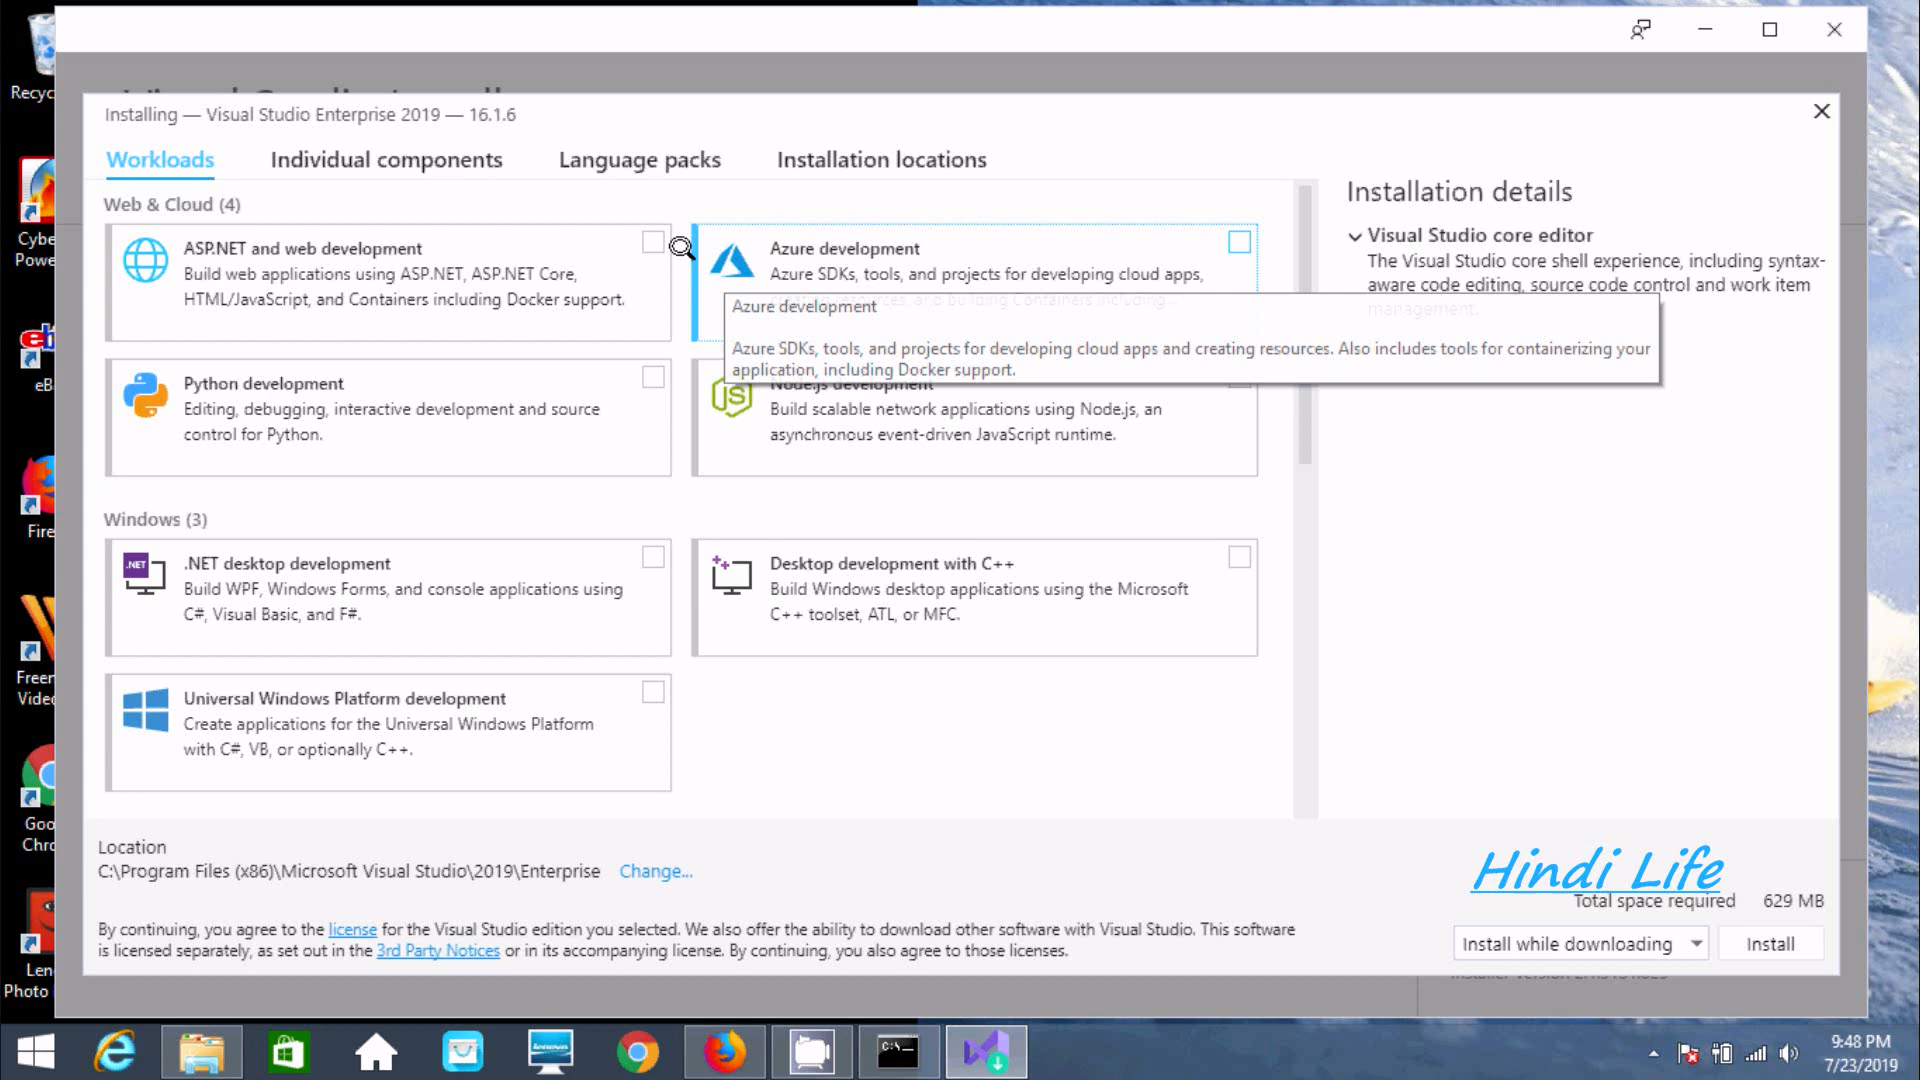 Recyc
Installing — Visual Studio Enterprise 2019 — 16.1.6
Workloads
Individual components
Language packs
Installation locations
Web & Cloud (4)
ASP.NET and web development
Build web applications using ASP.NET, ASP.NET Core,
HTML/JavaScript, and Containers including Docker support.
Azure development
Azure SDKs, tools, and projects for developing cloud apps,
creating resources, and building Containers including...
Azure development
Azure SDKs, tools, and projects for developing cloud apps and creating resources. Also includes tools for containerizing your
application, including Docker support.
Python development
Editing, debugging, interactive development and source
control for Python.
Node.js development
Build scalable network applications using Node.js, an
asynchronous event-driven JavaScript runtime.
Windows (3)
.NET
.NET desktop development
Build WPF, Windows Forms, and console applications using
C#, Visual Basic, and F#.
Desktop development with C++
Build Windows desktop applications using the Microsoft
C++ toolset, ATL, or MFC.
Universal Windows Platform development
Create applications for the Universal Windows Platform
with C#, VB, or optionally C++.
Installation details
Visual Studio core editor
The Visual Studio core shell experience, including syntax-
aware code editing, source code control and work item
management.
Location
C:\Program Files (x86)\Microsoft Visual Studio\2019\Enterprise
Change...
By continuing, you agree to the license for the Visual Studio edition you selected. We also offer the ability to download other software with Visual Studio. This software
is licensed separately, as set out in the 3rd Party Notices or in its accompanying license. By continuing, you also agree to those licenses.
Hindi Life
Total space required 629 MB
Install while downloading
Install
Cybe
Powe
eB
Fire
Freer
Video
Goo
Chro
Len
Photo
C:\
9:48 PM
7/23/2019